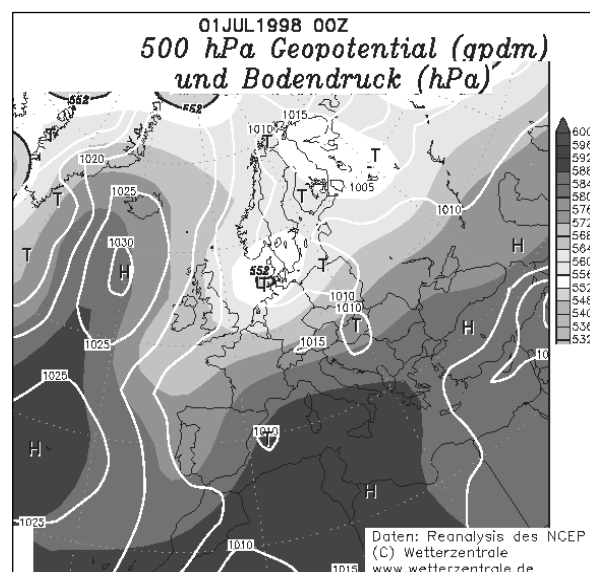 01JUL1998 00Z
500 hPa Geopotential (gpdm)
und Bodendruck (hPa)
552
552
1015
1010
T
T
600
596
592
588
584
580
576
572
568
564
560
556
552
548
540
536
532
1020
T
1025
T
T
1005
1010
T
1030
H
H
T
552
T
1010
1010
T
H
1025
1015
10
1025
H
1010
T
H
1025
1010
1015
Daten: Reanalysis des NCEP
(C) Wetterzentrale
www.wetterzentrale.de